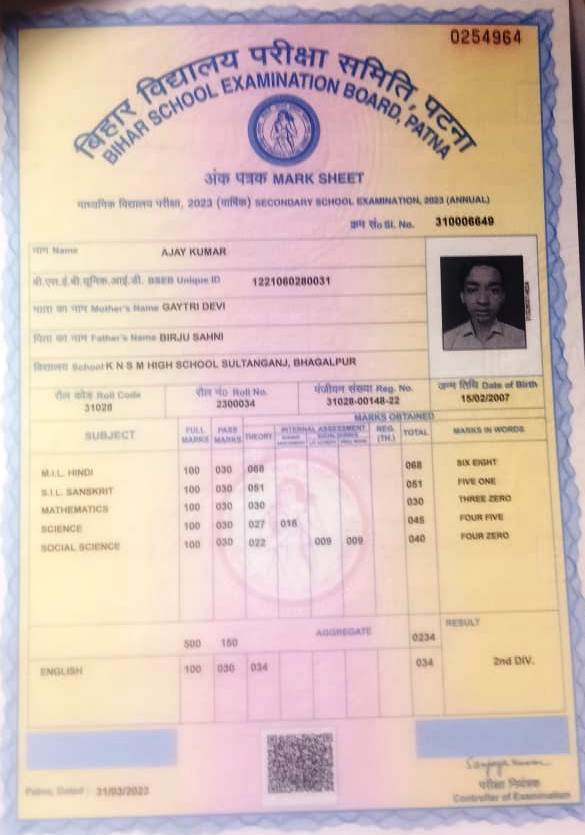 0254964
बिहार विद्यालय परीक्षा समिति, पटना
BIHAR SCHOOL EXAMINATION BOARD, PATNA
अंक पत्रक MARK SHEET
माध्यमिक विद्यालय परीक्षा, 2023 (वार्षिक) SECONDARY SCHOOL EXAMINATION, 2023 (ANNUAL)
क्रम सं० Sl. No. 310006649
नाम Name AJAY KUMAR
बी.एस.ई.बी.यूनिक.आई.डी. BSEB Unique ID 1221060280031
माता का नाम Mother's Name GAYTRI DEVI
पिता का नाम Father's Name BIRJU SAHNI
विद्यालय School K N S M HIGH SCHOOL SULTANGANJ, BHAGALPUR
रौल कोड Roll Code रौल नं० Roll No. पंजीयन संख्या Reg. No. जन्म तिथि Date of Birth
31028 2300034 31028-00148-22 15/02/2007
MARKS OBTAINED
SUBJECT FULL MARKS PASS MARKS THEORY INTERNAL ASSESSMENT REG. (TH.) TOTAL MARKS IN WORDS
M.I.L. HINDI 100 030 068 068 SIX EIGHT
S.I.L. SANSKRIT 100 030 051 051 FIVE ONE
MATHEMATICS 100 030 030 030 THREE ZERO
SCIENCE 100 030 027 018 045 FOUR FIVE
SOCIAL SCIENCE 100 030 022 009 009 040 FOUR ZERO
500 150 AGGREGATE 0234 RESULT
ENGLISH 100 030 034 034 2nd DIV.
Patna, Dated : 31/03/2023
परीक्षा नियंत्रक
Controller of Examination